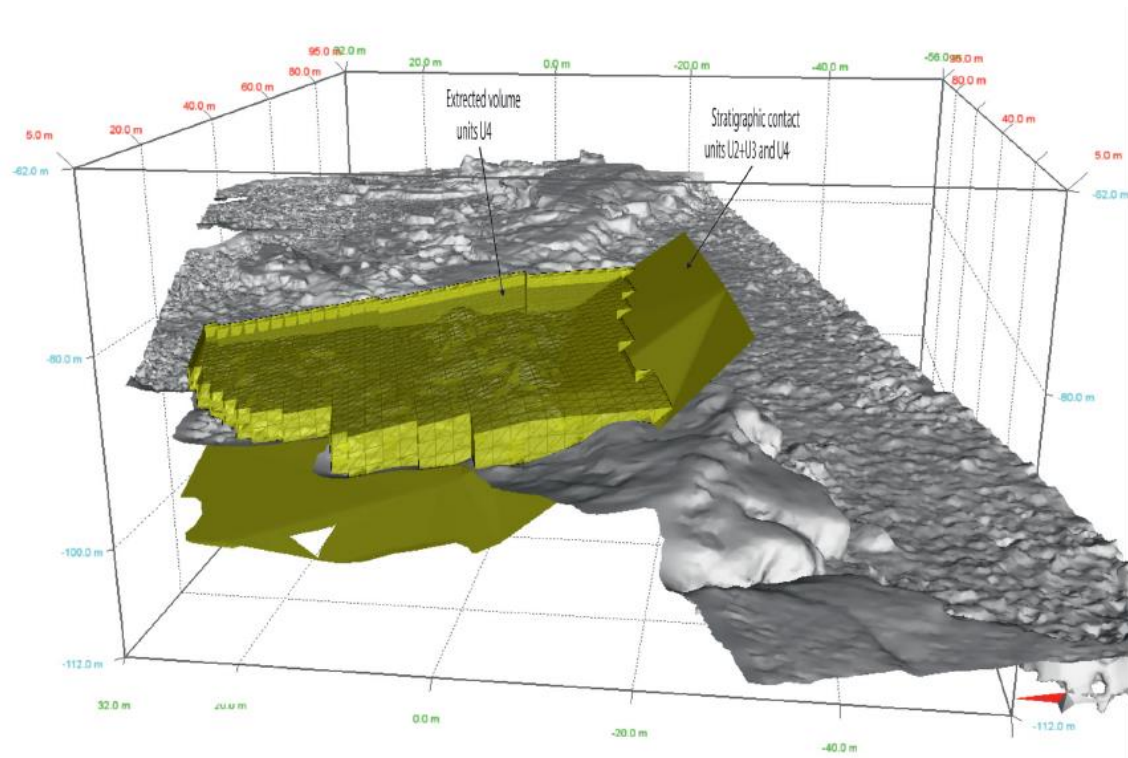 95.0 m
32.0 m
20.0 m
0.0 m
-20.0 m
-40.0 m
80.0 m
80.0 m
60.0 m
40.0 m
40.0 m
20.0 m
5.0 m
5.0 m
-62.0 m
-62.0 m
Extrected volume
units U4
Stratigraphic contact
units U2+U3 and U4
-80.0 m
-80.0 m
-100.0 m
-112.0 m
32.0 m
0.0 m
-20.0 m
-40.0 m
-112.0 m